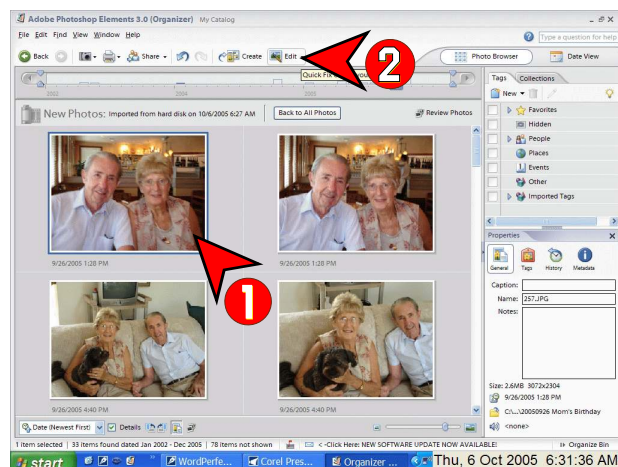 Adobe Photoshop Elements 3.0 (Organizer) My Catalog
File Edit Find View Window Help
Type a question for help
Back Share Create Edit Photo Browser Date View
2
Quick Fix
2002 2004 2005
Tags Collections
New
New Photos: Imported from hard disk on 10/6/2005 6:27 AM Back to All Photos Review Photos
Favorites
Hidden
People
Places
Events
Other
Imported Tags
Properties
General Tags History Metadata
9/26/2005 1:28 PM 9/26/2005 1:28 PM
1
Caption:
Name: 257.JPG
Notes:
Size: 2.6MB 3072x2304
9/26/2005 1:28 PM
C:\...\20050926 Mom's Birthday
<none>
9/26/2005 4:40 PM 9/26/2005 4:40 PM
Date (Newest First) Details
1 item selected | 33 items found dated Jan 2002 - Dec 2005 | 78 items not shown < -Click Here: NEW SOFTWARE UPDATE NOW AVAILABLE! Organize Bin
start WordPerfe... Corel Pres... Organizer ... Thu, 6 Oct 2005 6:31:36 AM